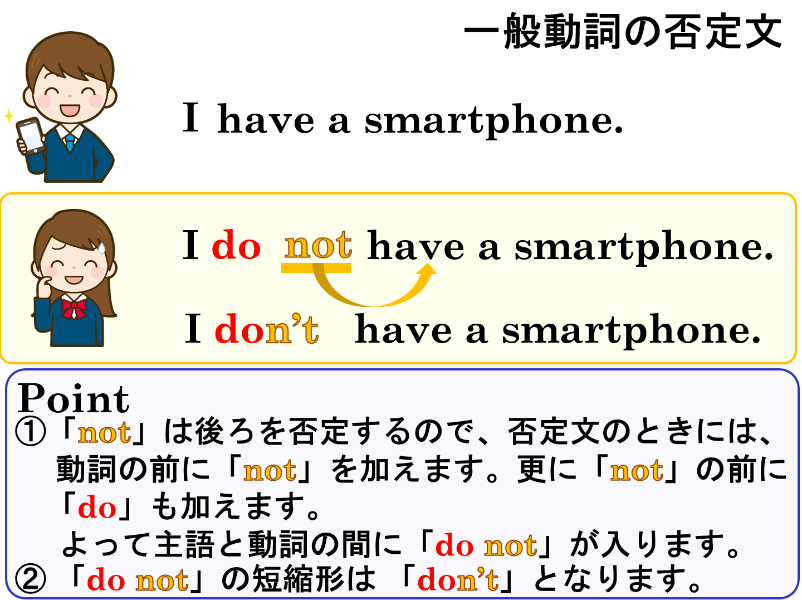 一般動詞の否定文
I have a smartphone.
I do not have a smartphone.
I don't have a smartphone.
Point
①「not」は後ろを否定するので、否定文のときには、
動詞の前に「not」を加えます。更に「not」の前に
「do」も加えます。
よって主語と動詞の間に「do not」が入ります。
②「do not」の短縮形は「don't」となります。